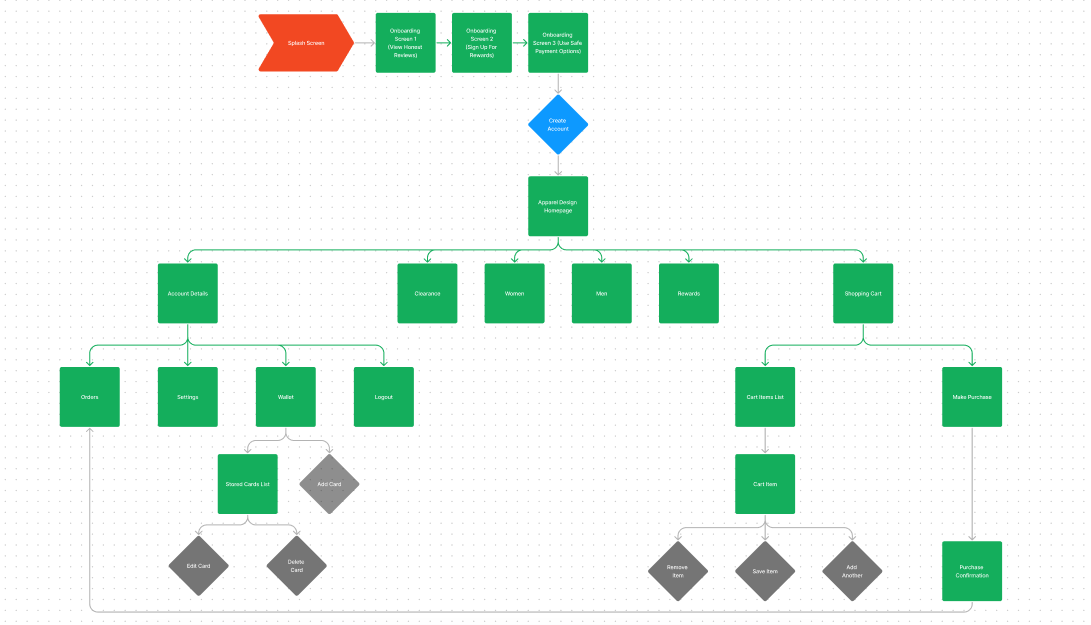 Splash Screen
Onboarding
Screen 1
(View Honest
Reviews)
Onboarding
Screen 2
(Sign Up For
Rewards)
Onboarding
Screen 3 (Use Safe
Payment Options)
Create
Account
Apparel Design
Homepage
Account Details
Clearance
Women
Men
Rewards
Shopping Cart
Orders
Settings
Wallet
Logout
Cart Items List
Make Purchase
Stored Cards List
Add Card
Cart Item
Edit Card
Delete
Card
Remove
Item
Save Item
Add
Another
Purchase
Confirmation